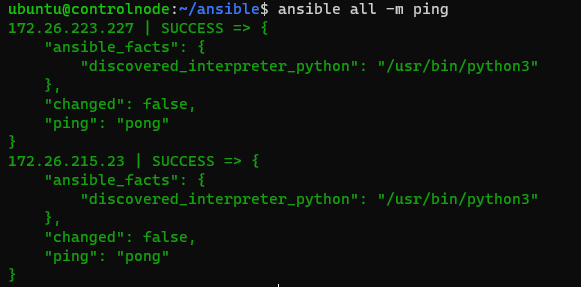 ubuntu@controlnode:~/ansible$ ansible all -m ping
172.26.223.227 | SUCCESS => {
    "ansible_facts": {
        "discovered_interpreter_python": "/usr/bin/python3"
    },
    "changed": false,
    "ping": "pong"
}
172.26.215.23 | SUCCESS => {
    "ansible_facts": {
        "discovered_interpreter_python": "/usr/bin/python3"
    },
    "changed": false,
    "ping": "pong"
}